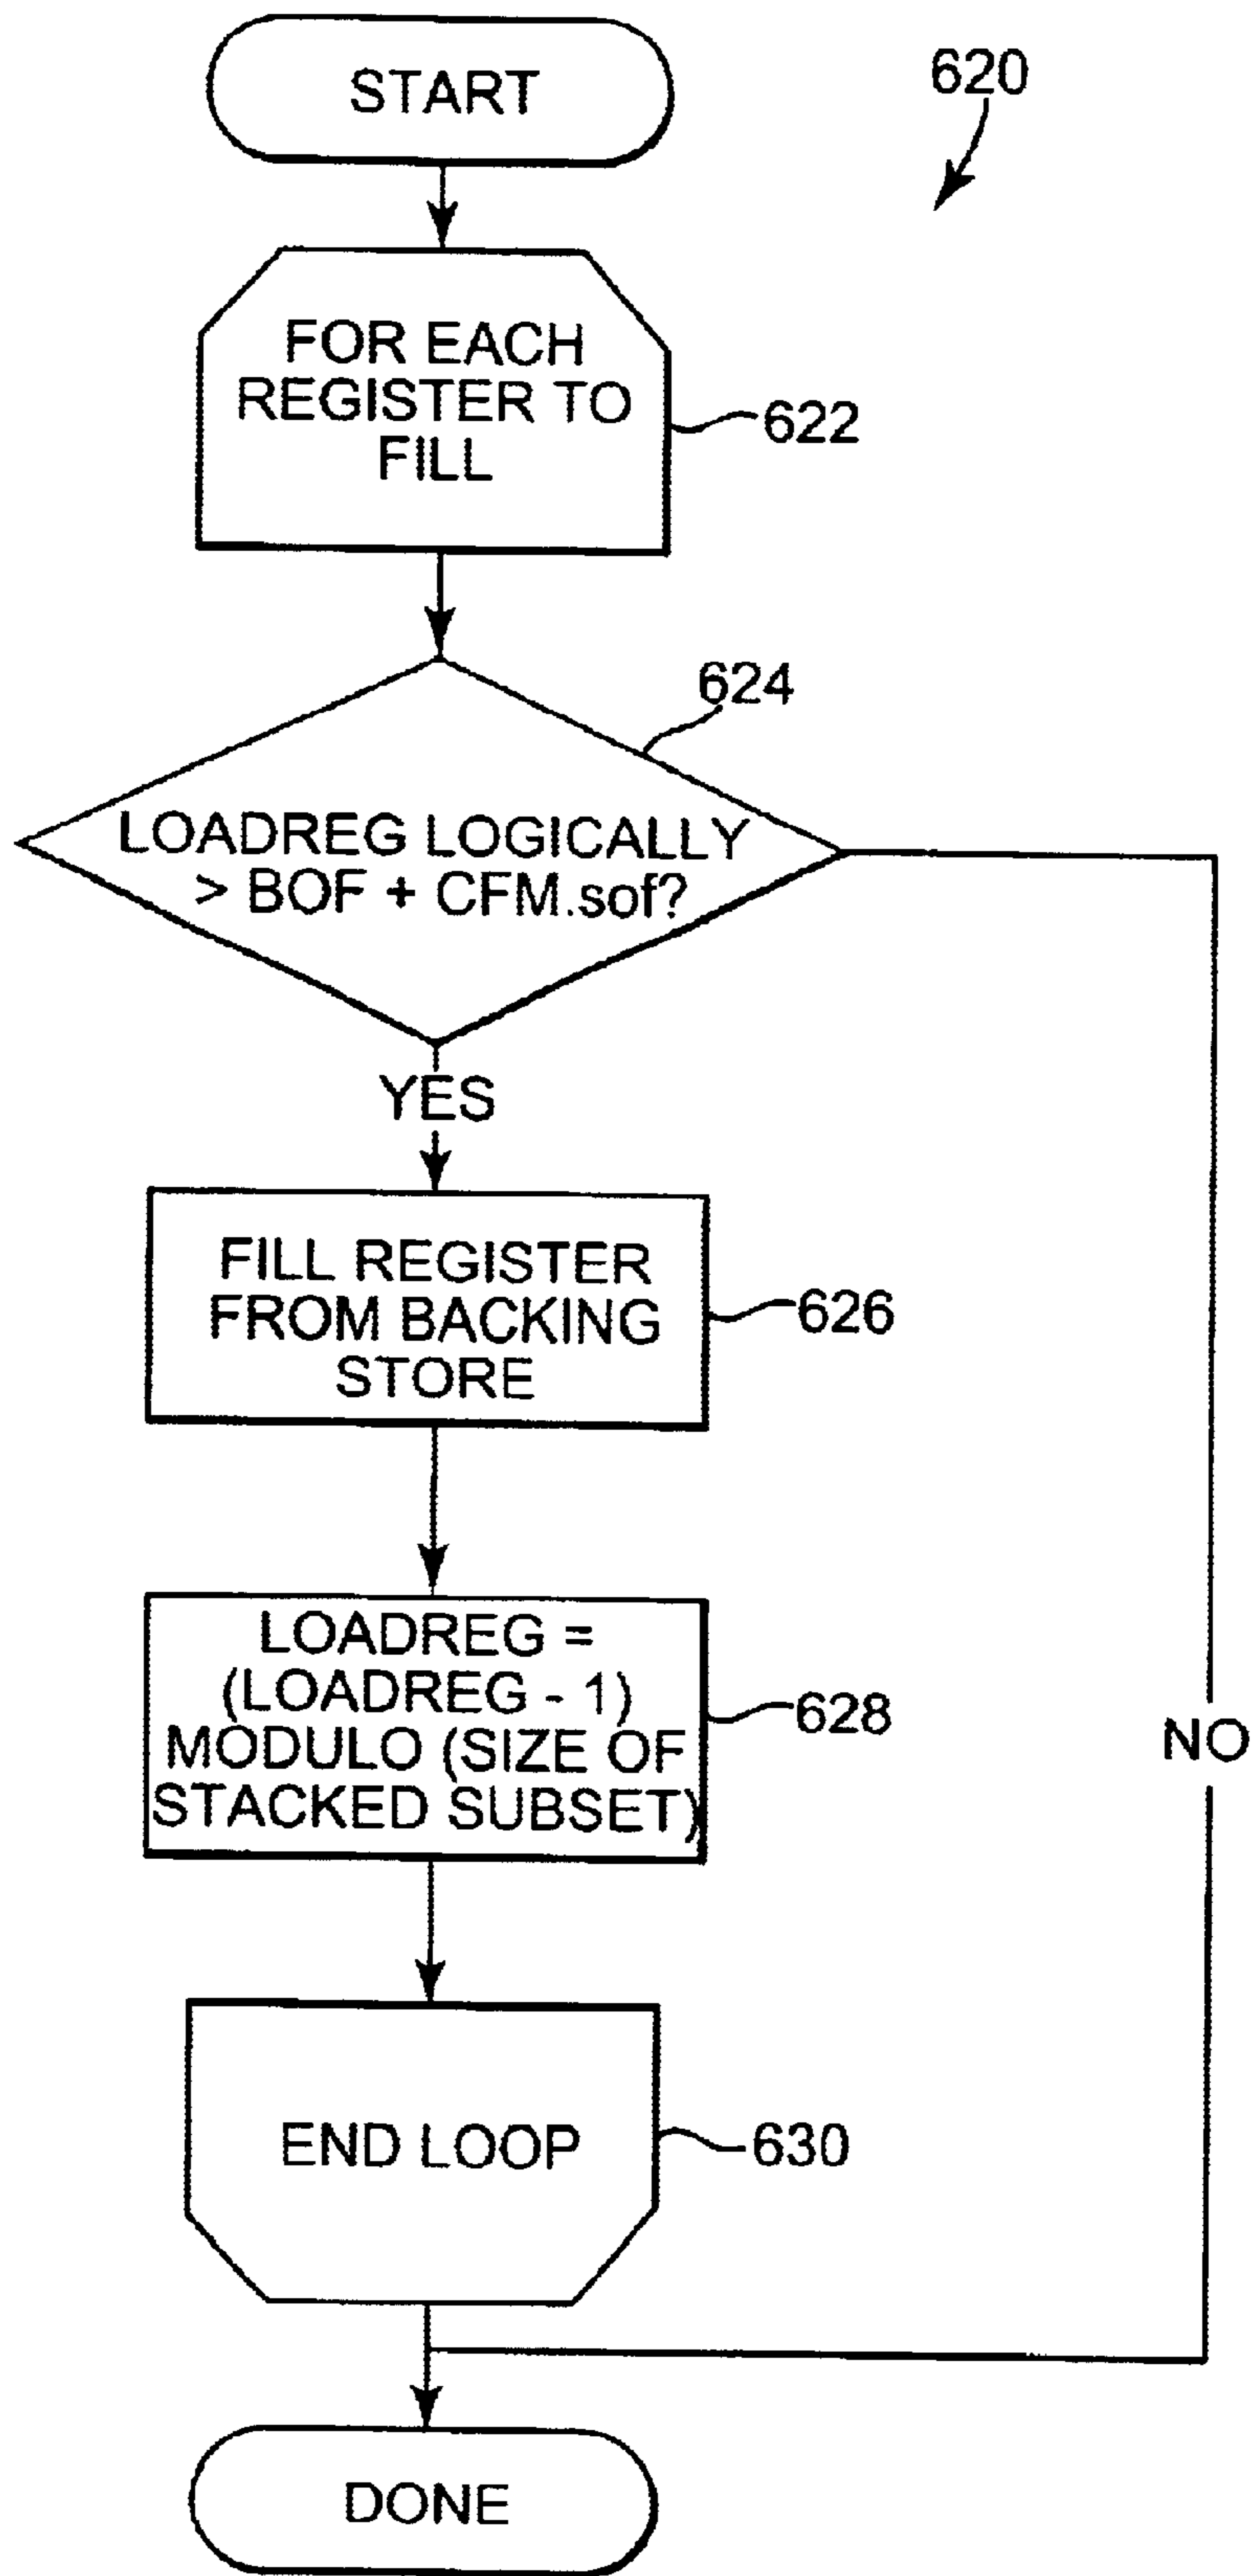 START
620
FOR EACH
REGISTER TO
FILL
622
624
LOADREG LOGICALLY
> BOF + CFM.sof?
YES
FILL REGISTER
FROM BACKING
STORE
626
LOADREG =
(LOADREG - 1)
MODULO (SIZE OF
STACKED SUBSET)
628
NO
END LOOP
630
DONE